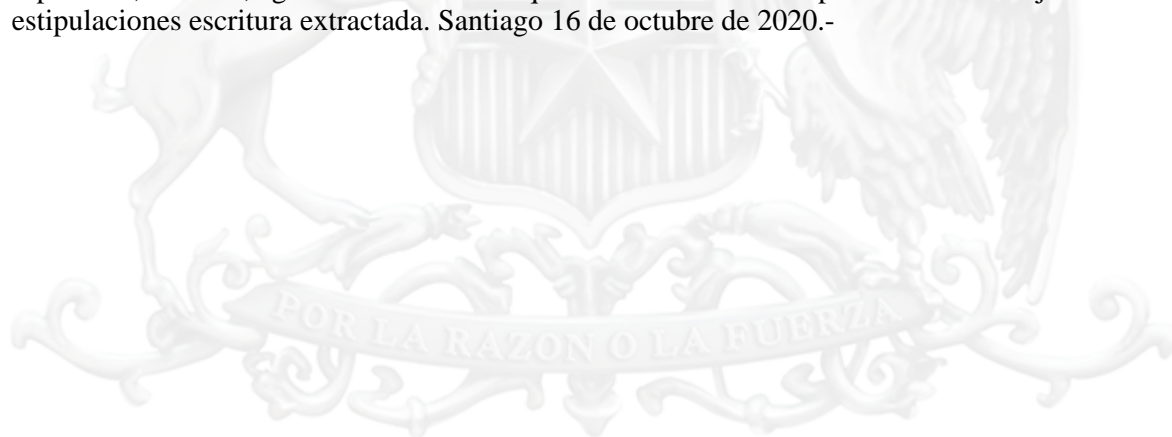 estipulaciones escritura extractada. Santiago 16 de octubre de 2020.-
POR LA RAZON O LA FUERZA